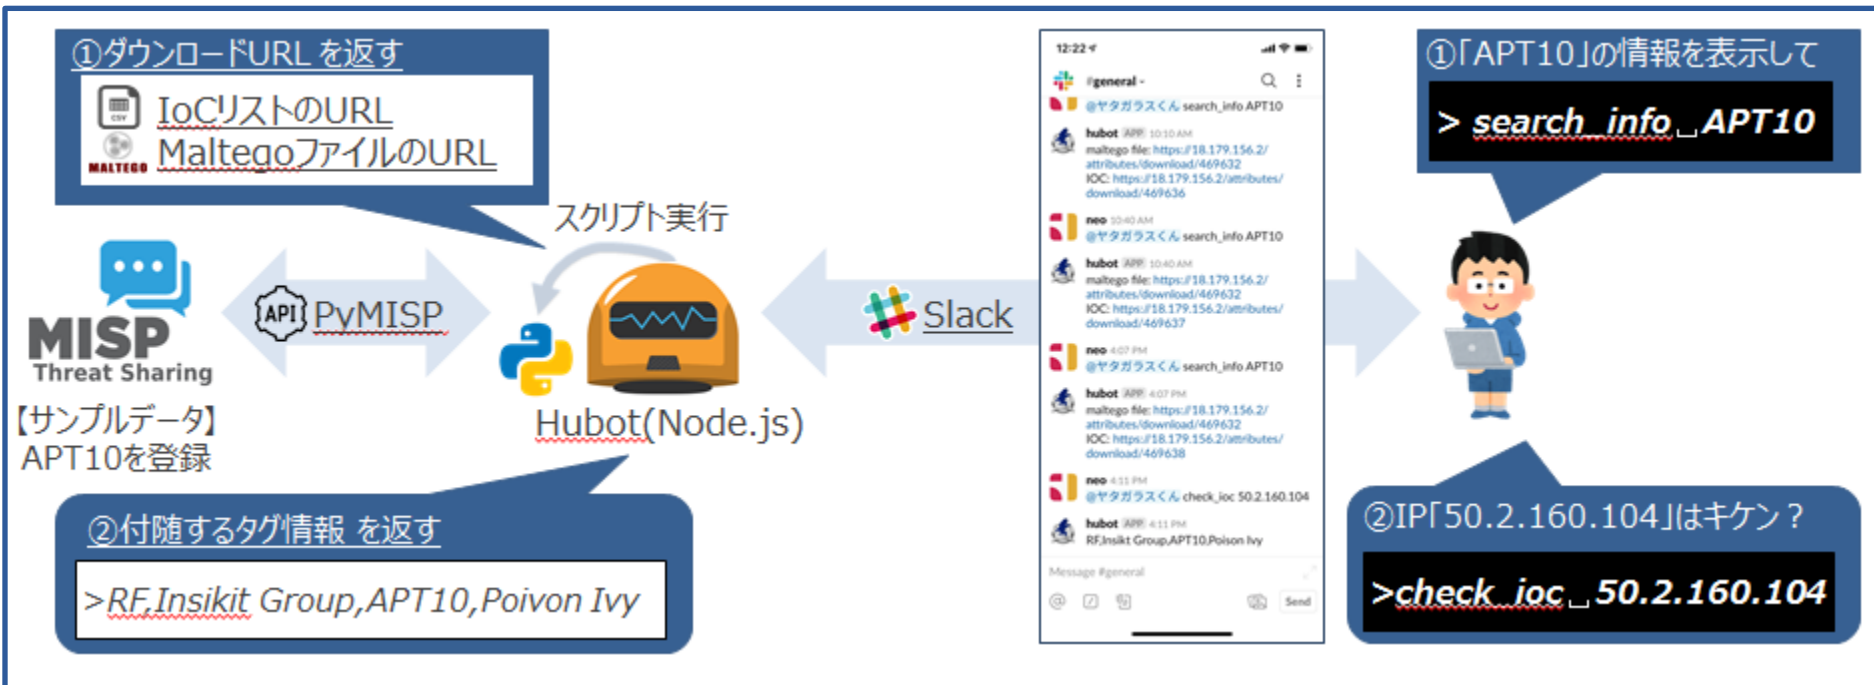 ①ダウンロードURL を返す
CSV
IoCリストのURL
MALTEGO
MaltegoファイルのURL
スクリプト実行
MISP
Threat Sharing
【サンプルデータ】
APT10を登録
API
PyMISP
Hubot(Node.js)
②付随するタグ情報 を返す
>RF,Insikit Group,APT10,Poivon Ivy
Slack
12:22
#general
@ヤタガラスくん search_info APT10
hubot APP 10:10 AM
maltego file: https://18.179.156.2/
attributes/download/469632
IOC: https://18.179.156.2/attributes/
download/469636
neo 10:40 AM
@ヤタガラスくん search_info APT10
hubot APP 10:40 AM
maltego file: https://18.179.156.2/
attributes/download/469632
IOC: https://18.179.156.2/attributes/
download/469637
neo 4:07 PM
@ヤタガラスくん search_info APT10
hubot APP 4:07 PM
maltego file: https://18.179.156.2/
attributes/download/469632
IOC: https://18.179.156.2/attributes/
download/469638
neo 4:11 PM
@ヤタガラスくん check_ioc 50.2.160.104
hubot APP 4:11 PM
RF,Insikt Group,APT10,Poison Ivy
Message #general
Send
①「APT10」の情報を表示して
> search_info␣APT10
②IP「50.2.160.104」はキケン？
>check_ioc␣50.2.160.104